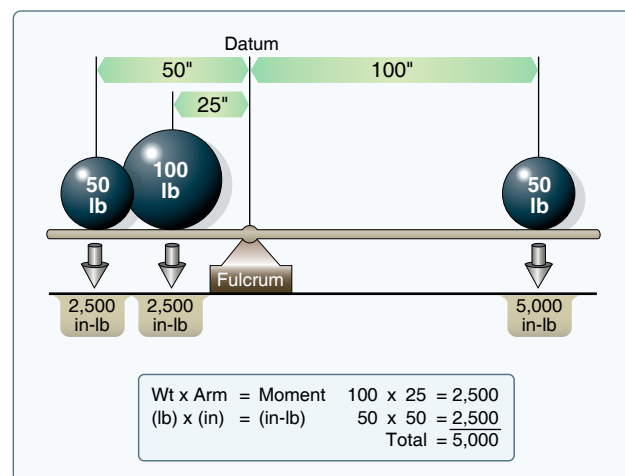 Datum
50" 100"
25"
50
lb
100
lb
50
lb
Fulcrum
2,500
in-lb
2,500
in-lb
5,000
in-lb
Wt x Arm = Moment 100 x 25 = 2,500
(lb) x (in) = (in-lb) 50 x 50 = 2,500
Total = 5,000